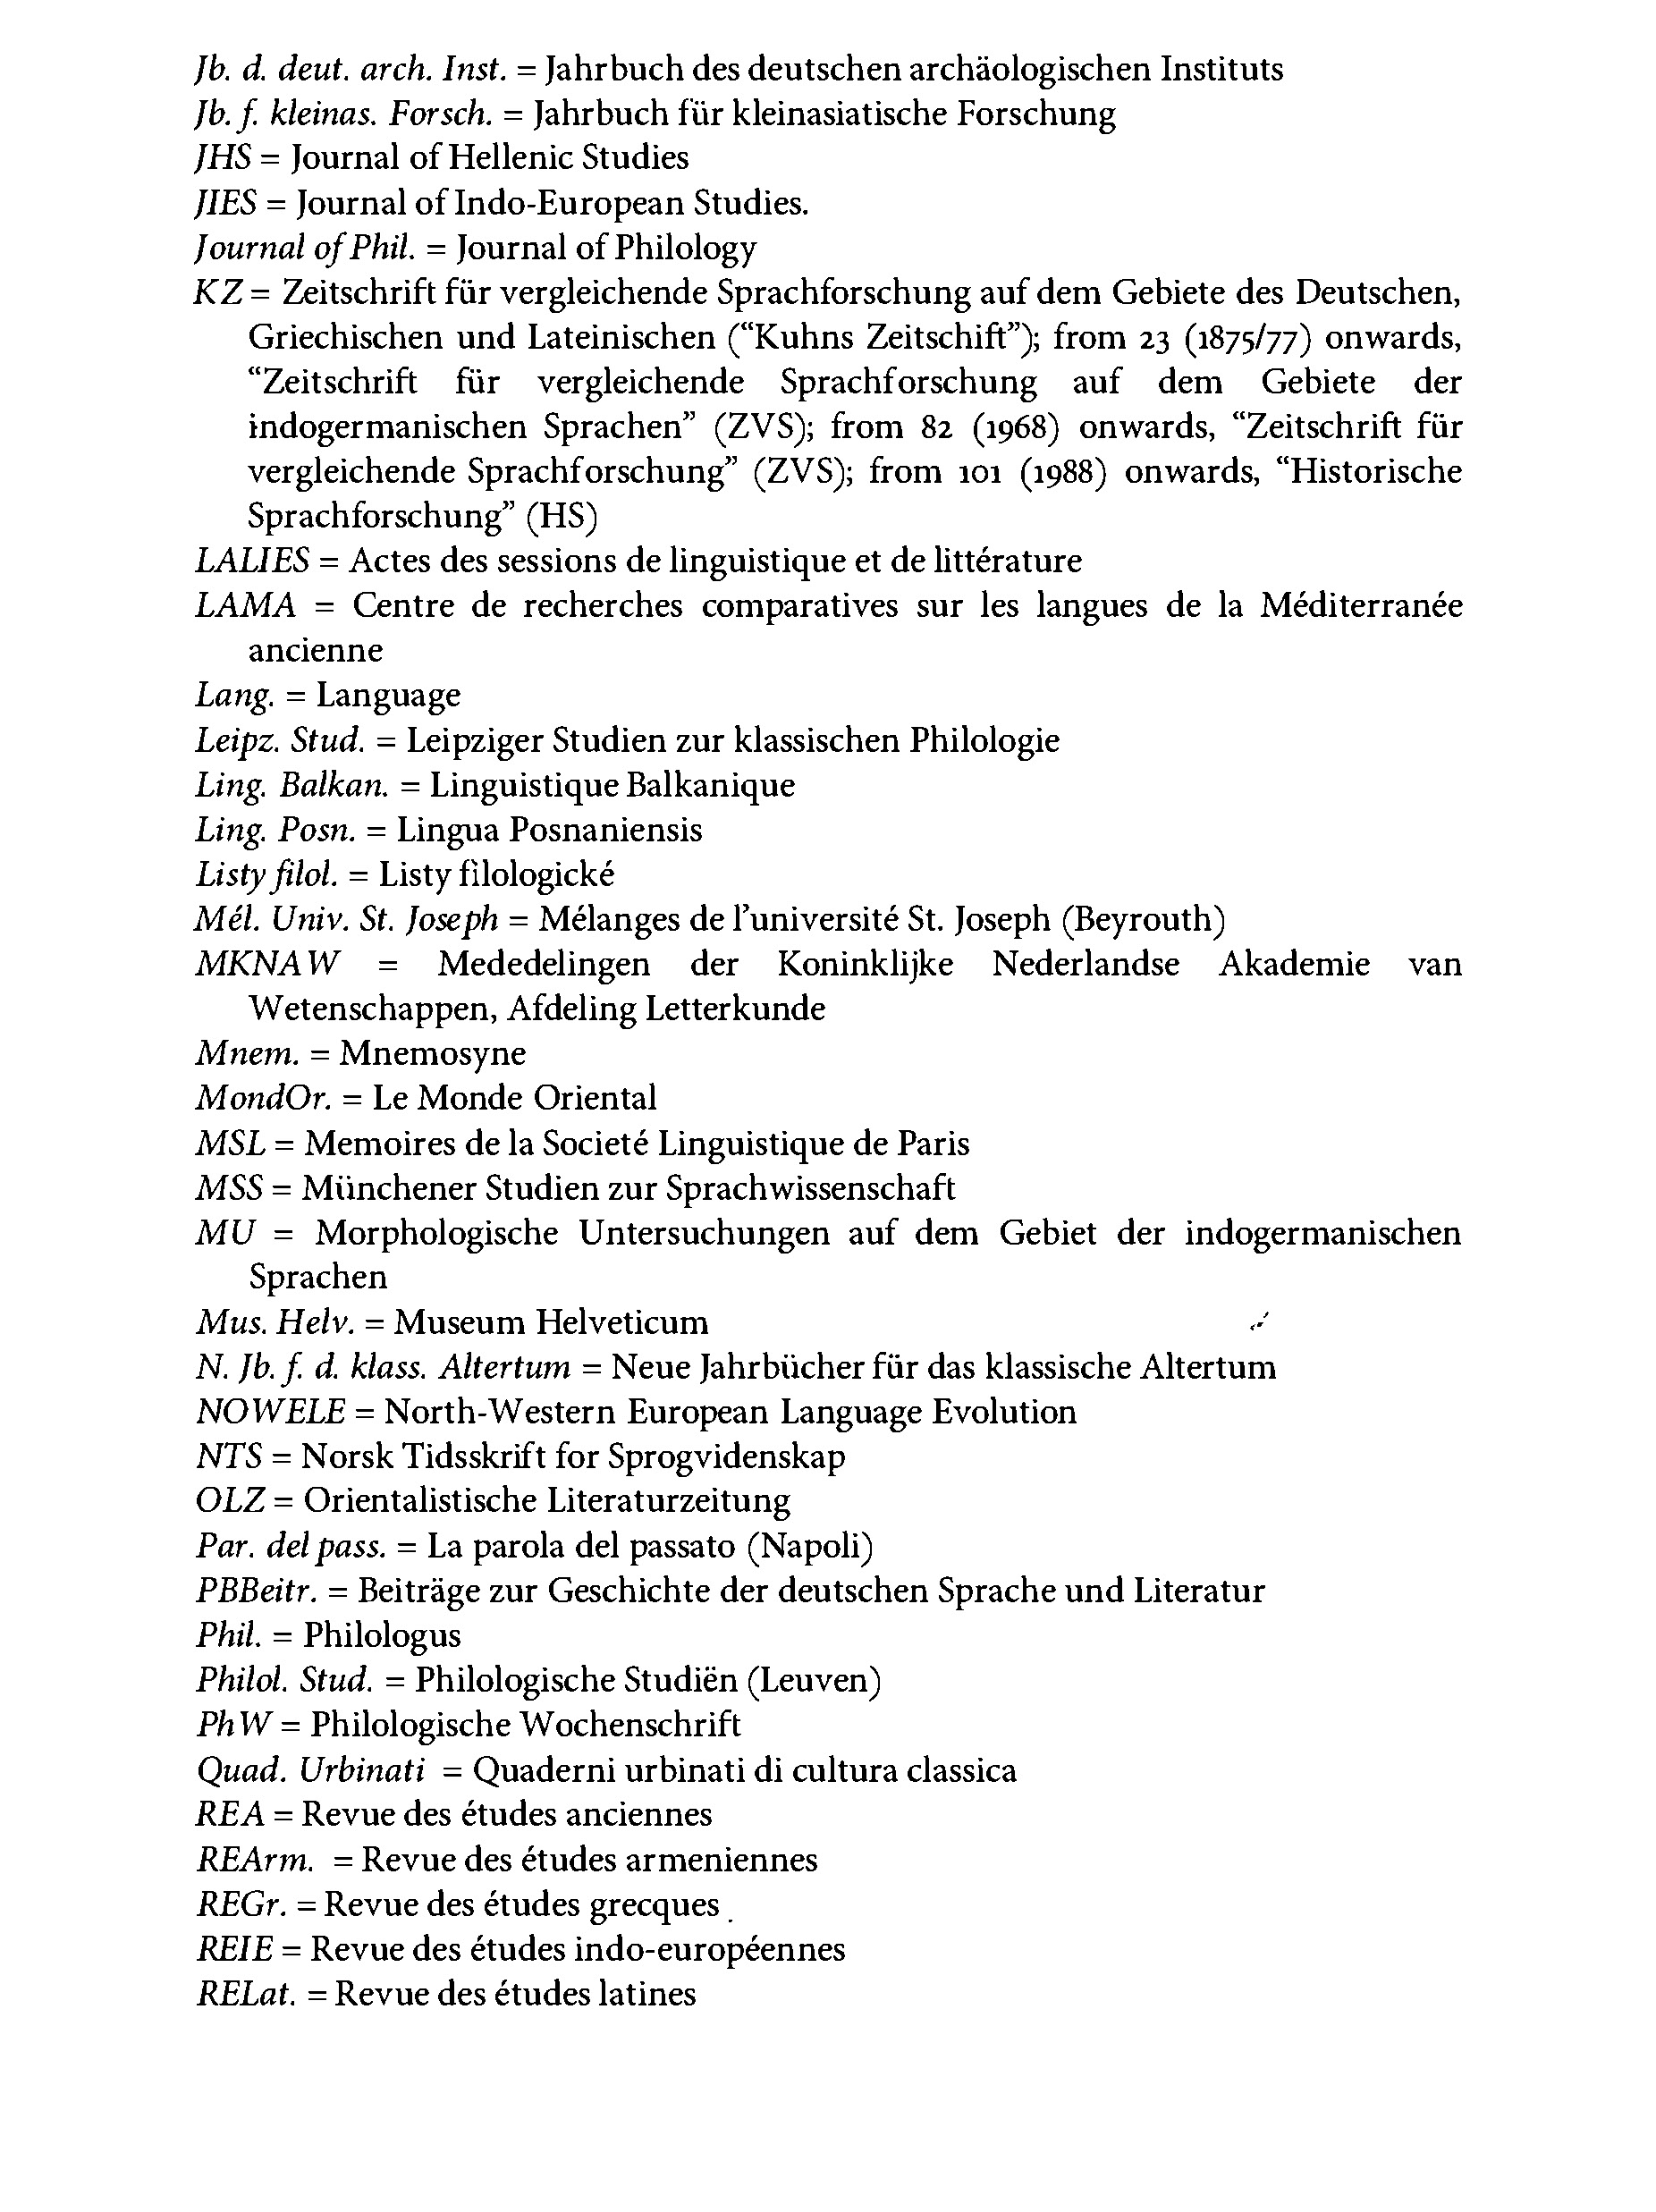 Jb. d. deut. arch. Inst. = Jahrbuch des deutschen archäologischen Instituts
Jb. f. kleinas. Forsch. = Jahrbuch für kleinasiatische Forschung
JHS = Journal of Hellenic Studies
JIES = Journal of Indo-European Studies.
Journal of Phil. = Journal of Philology
KZ = Zeitschrift für vergleichende Sprachforschung auf dem Gebiete des Deutschen,
Griechischen und Lateinischen (“Kuhns Zeitschift”); from 23 (1875/77) onwards,
“Zeitschrift für vergleichende Sprachforschung auf dem Gebiete der
indogermanischen Sprachen” (ZVS); from 82 (1968) onwards, “Zeitschrift für
vergleichende Sprachforschung” (ZVS); from 101 (1988) onwards, “Historische
Sprachforschung” (HS)
LALIES = Actes des sessions de linguistique et de littérature
LAMA = Centre de recherches comparatives sur les langues de la Méditerranée
ancienne
Lang. = Language
Leipz. Stud. = Leipziger Studien zur klassischen Philologie
Ling. Balkan. = Linguistique Balkanique
Ling. Posn. = Lingua Posnaniensis
Listy filol. = Listy filologické
Mél. Univ. St. Joseph = Mélanges de l’université St. Joseph (Beyrouth)
MKNAW = Mededelingen der Koninklijke Nederlandse Akademie van
Wetenschappen, Afdeling Letterkunde
Mnem. = Mnemosyne
MondOr. = Le Monde Oriental
MSL = Memoires de la Societé Linguistique de Paris
MSS = Münchener Studien zur Sprachwissenschaft
MU = Morphologische Untersuchungen auf dem Gebiet der indogermanischen
Sprachen
Mus. Helv. = Museum Helveticum
N. Jb. f. d. klass. Altertum = Neue Jahrbücher für das klassische Altertum
NOWELE = North-Western European Language Evolution
NTS = Norsk Tidsskrift for Sprogvidenskap
OLZ = Orientalistische Literaturzeitung
Par. del pass. = La parola del passato (Napoli)
PBBeitr. = Beiträge zur Geschichte der deutschen Sprache und Literatur
Phil. = Philologus
Philol. Stud. = Philologische Studiën (Leuven)
PhW = Philologische Wochenschrift
Quad. Urbinati = Quaderni urbinati di cultura classica
REA = Revue des études anciennes
REArm. = Revue des études armeniennes
REGr. = Revue des études grecques
REIE = Revue des études indo-européennes
RELat. = Revue des études latines